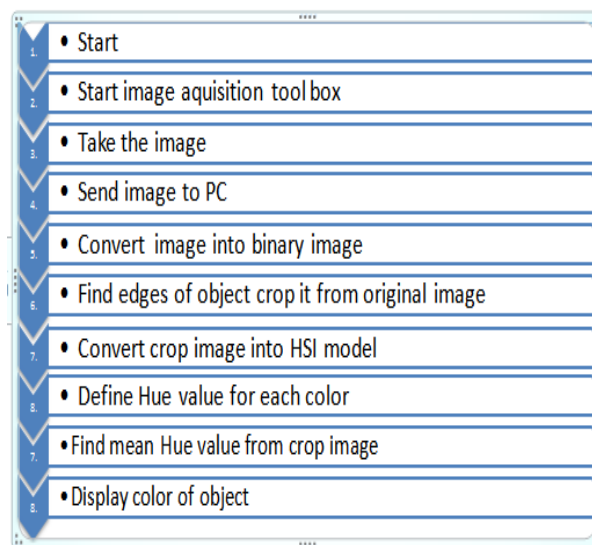 1. • Start
2. • Start image aquisition tool box
3. • Take the image
4. • Send image to PC
5. • Convert image into binary image
6. • Find edges of object crop it from original image
7. • Convert crop image into HSI model
8. • Define Hue value for each color
7. •Find mean Hue value from crop image
8. •Display color of object